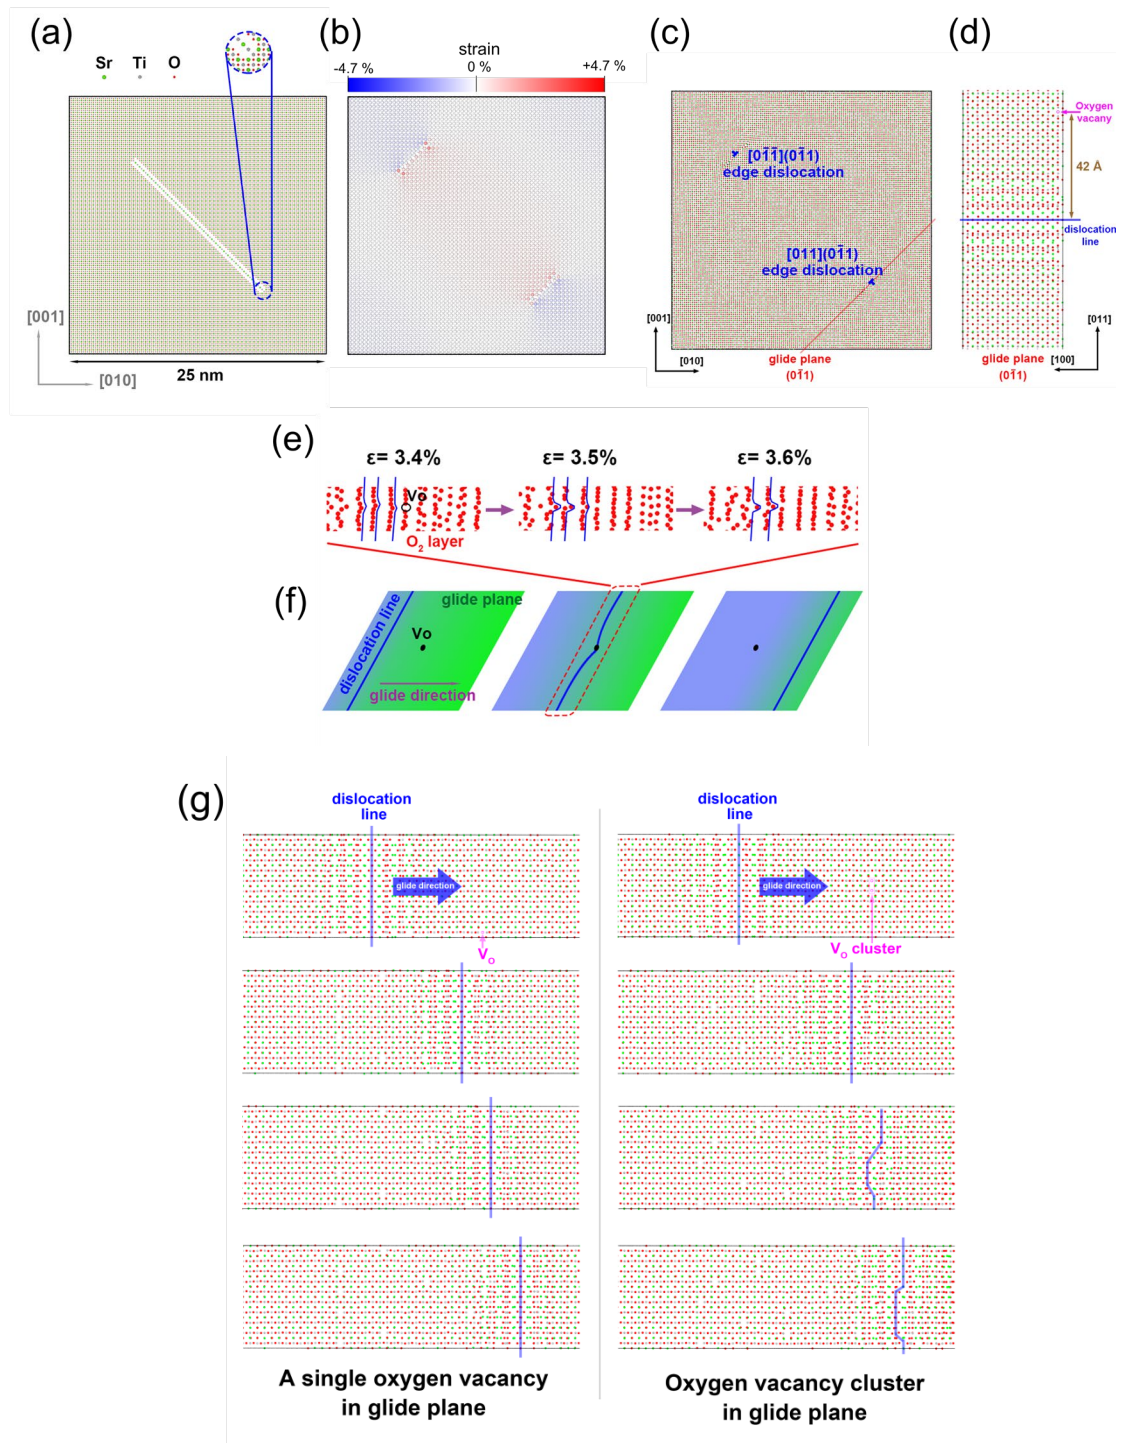 (a)
Sr Ti O
[001]
[010]
25 nm
(b)
strain
-4.7 % 0 % +4.7 %
(c)
[01̄1̄](01̄1)
edge dislocation
[011](01̄1)
edge dislocation
[001]
[010]
glide plane
(01̄1)
(d)
Oxygen
vacany
42 Å
dislocation
line
[011]
glide plane [100]
(01̄1)
(e)
ε= 3.4% ε= 3.5% ε= 3.6%
Vo
O₂ layer
(f)
glide plane
dislocation line
Vo
glide direction
(g)
dislocation
line
glide direction
V₀
A single oxygen vacancy
in glide plane
dislocation
line
glide direction
V₀ cluster
Oxygen vacancy cluster
in glide plane